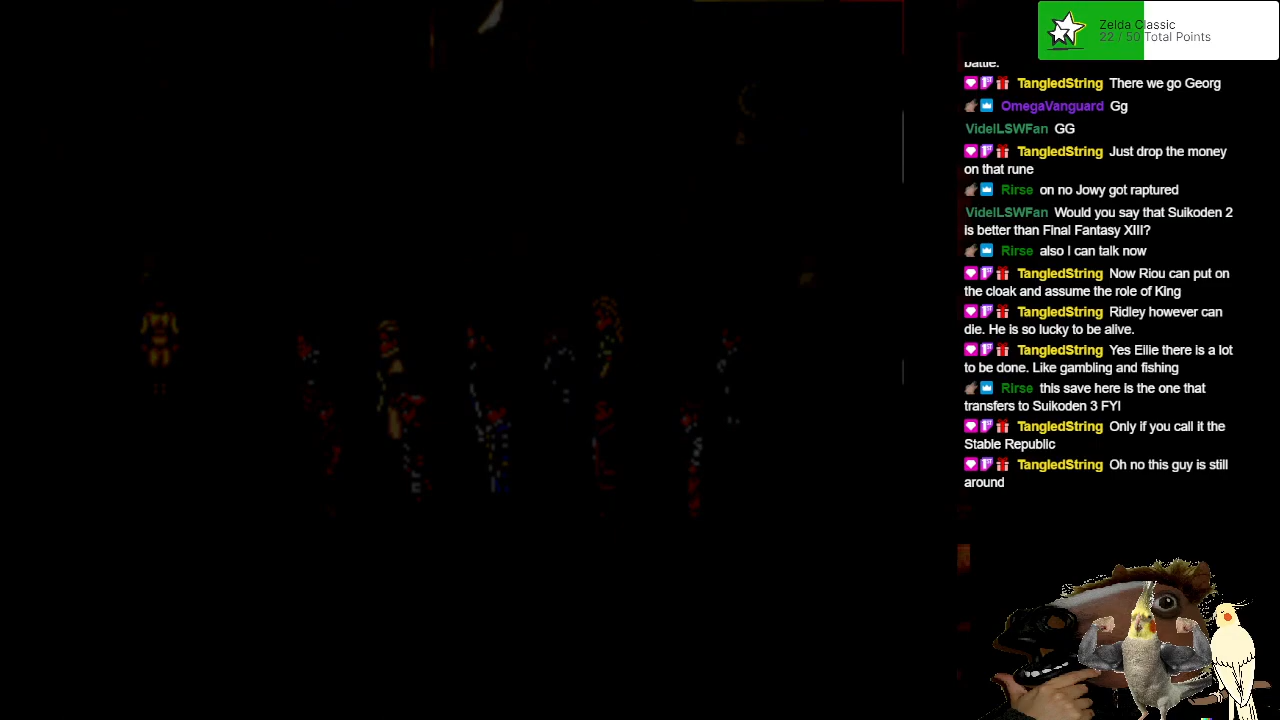 Zelda Classic
22 / 50 Total Points
battle.
TangledString There we go Georg
OmegaVanguard Gg
VidelLSWFan GG
TangledString Just drop the money
on that rune
Rirse on no Jowy got raptured
VidelLSWFan Would you say that Suikoden 2
is better than Final Fantasy XIII?
Rirse also I can talk now
TangledString Now Riou can put on
the cloak and assume the role of King
TangledString Ridley however can
die. He is so lucky to be alive.
TangledString Yes Eilie there is a lot
to be done. Like gambling and fishing
Rirse this save here is the one that
transfers to Suikoden 3 FYI
TangledString Only if you call it the
Stable Republic
TangledString Oh no this guy is still
around